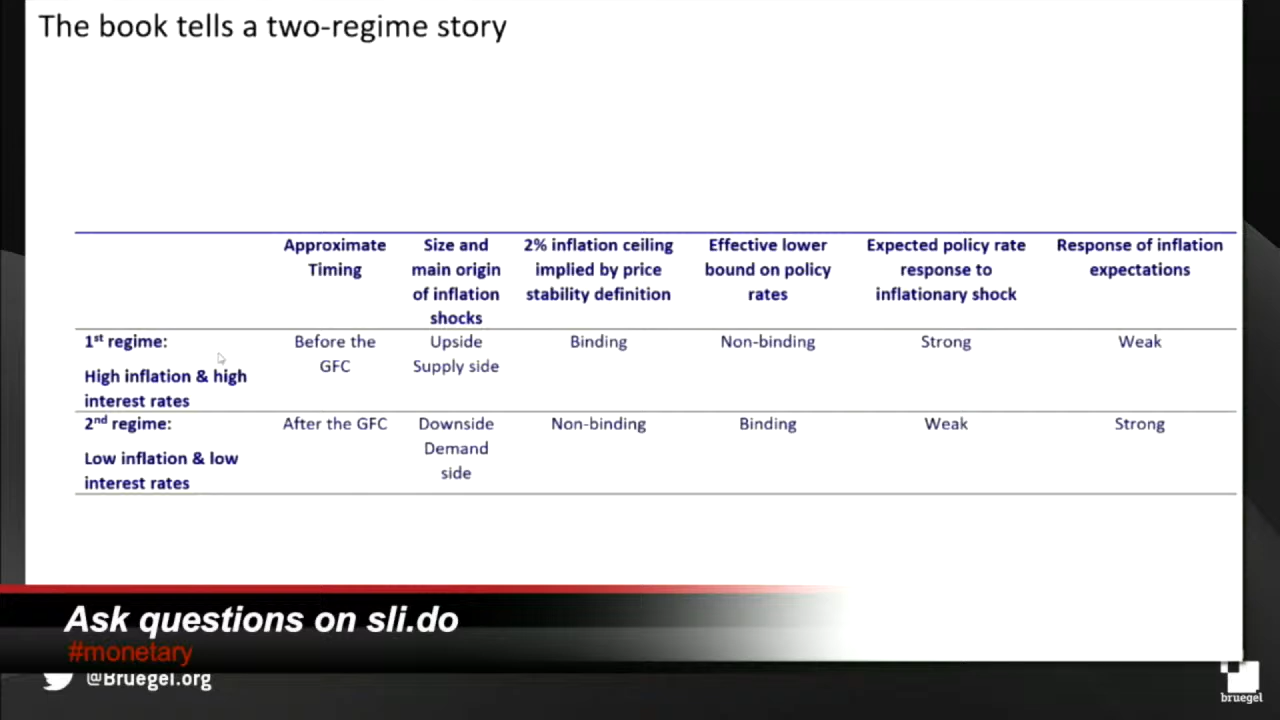 The book tells a two-regime story
Approximate Timing
Size and main origin of inflation shocks
2% inflation ceiling implied by price stability definition
Effective lower bound on policy rates
Expected policy rate response to inflationary shock
Response of inflation expectations
1st regime:
High inflation & high interest rates
Before the GFC
Upside Supply side
Binding
Non-binding
Strong
Weak
2nd regime:
Low inflation & low interest rates
After the GFC
Downside Demand side
Non-binding
Binding
Weak
Strong
Ask questions on sli.do
#monetary
@Bruegel.org
bruegel